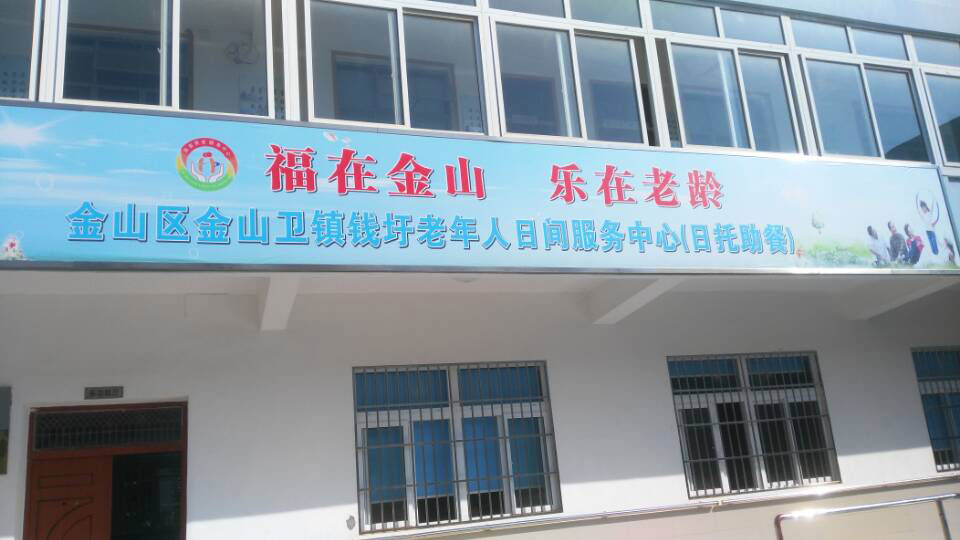 福在金山 乐在老龄
金山区金山卫镇钱圩老年人日间服务中心(日托助餐)